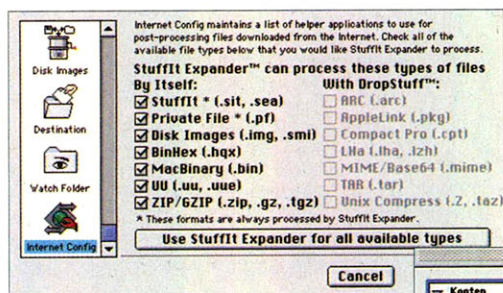 Internet Config maintains a list of helper applications to use for
post-processing files downloaded from the Internet. Check all of the
available file types below that you would like StuffIt Expander to process.
StuffIt Expander™ can process these types of files
By Itself:
StuffIt * (.sit, .sea)
Private File * (.pf)
Disk Images (.img, .smi)
BinHex (.hqx)
MacBinary (.bin)
UU (.uu, .uue)
ZIP/GZIP (.zip, .gz, .tgz)
With DropStuff™:
ARC (.arc)
AppleLink (.pkg)
Compact Pro (.cpt)
LHa (.lha, .lzh)
MIME/Base64 (.mime)
TAR (.tar)
Unix Compress (.Z, .taz)
* These formats are always processed by StuffIt Expander.
Use StuffIt Expander for all available types
Cancel
Disk Images
Destination
Watch Folder
Internet Config
Konten